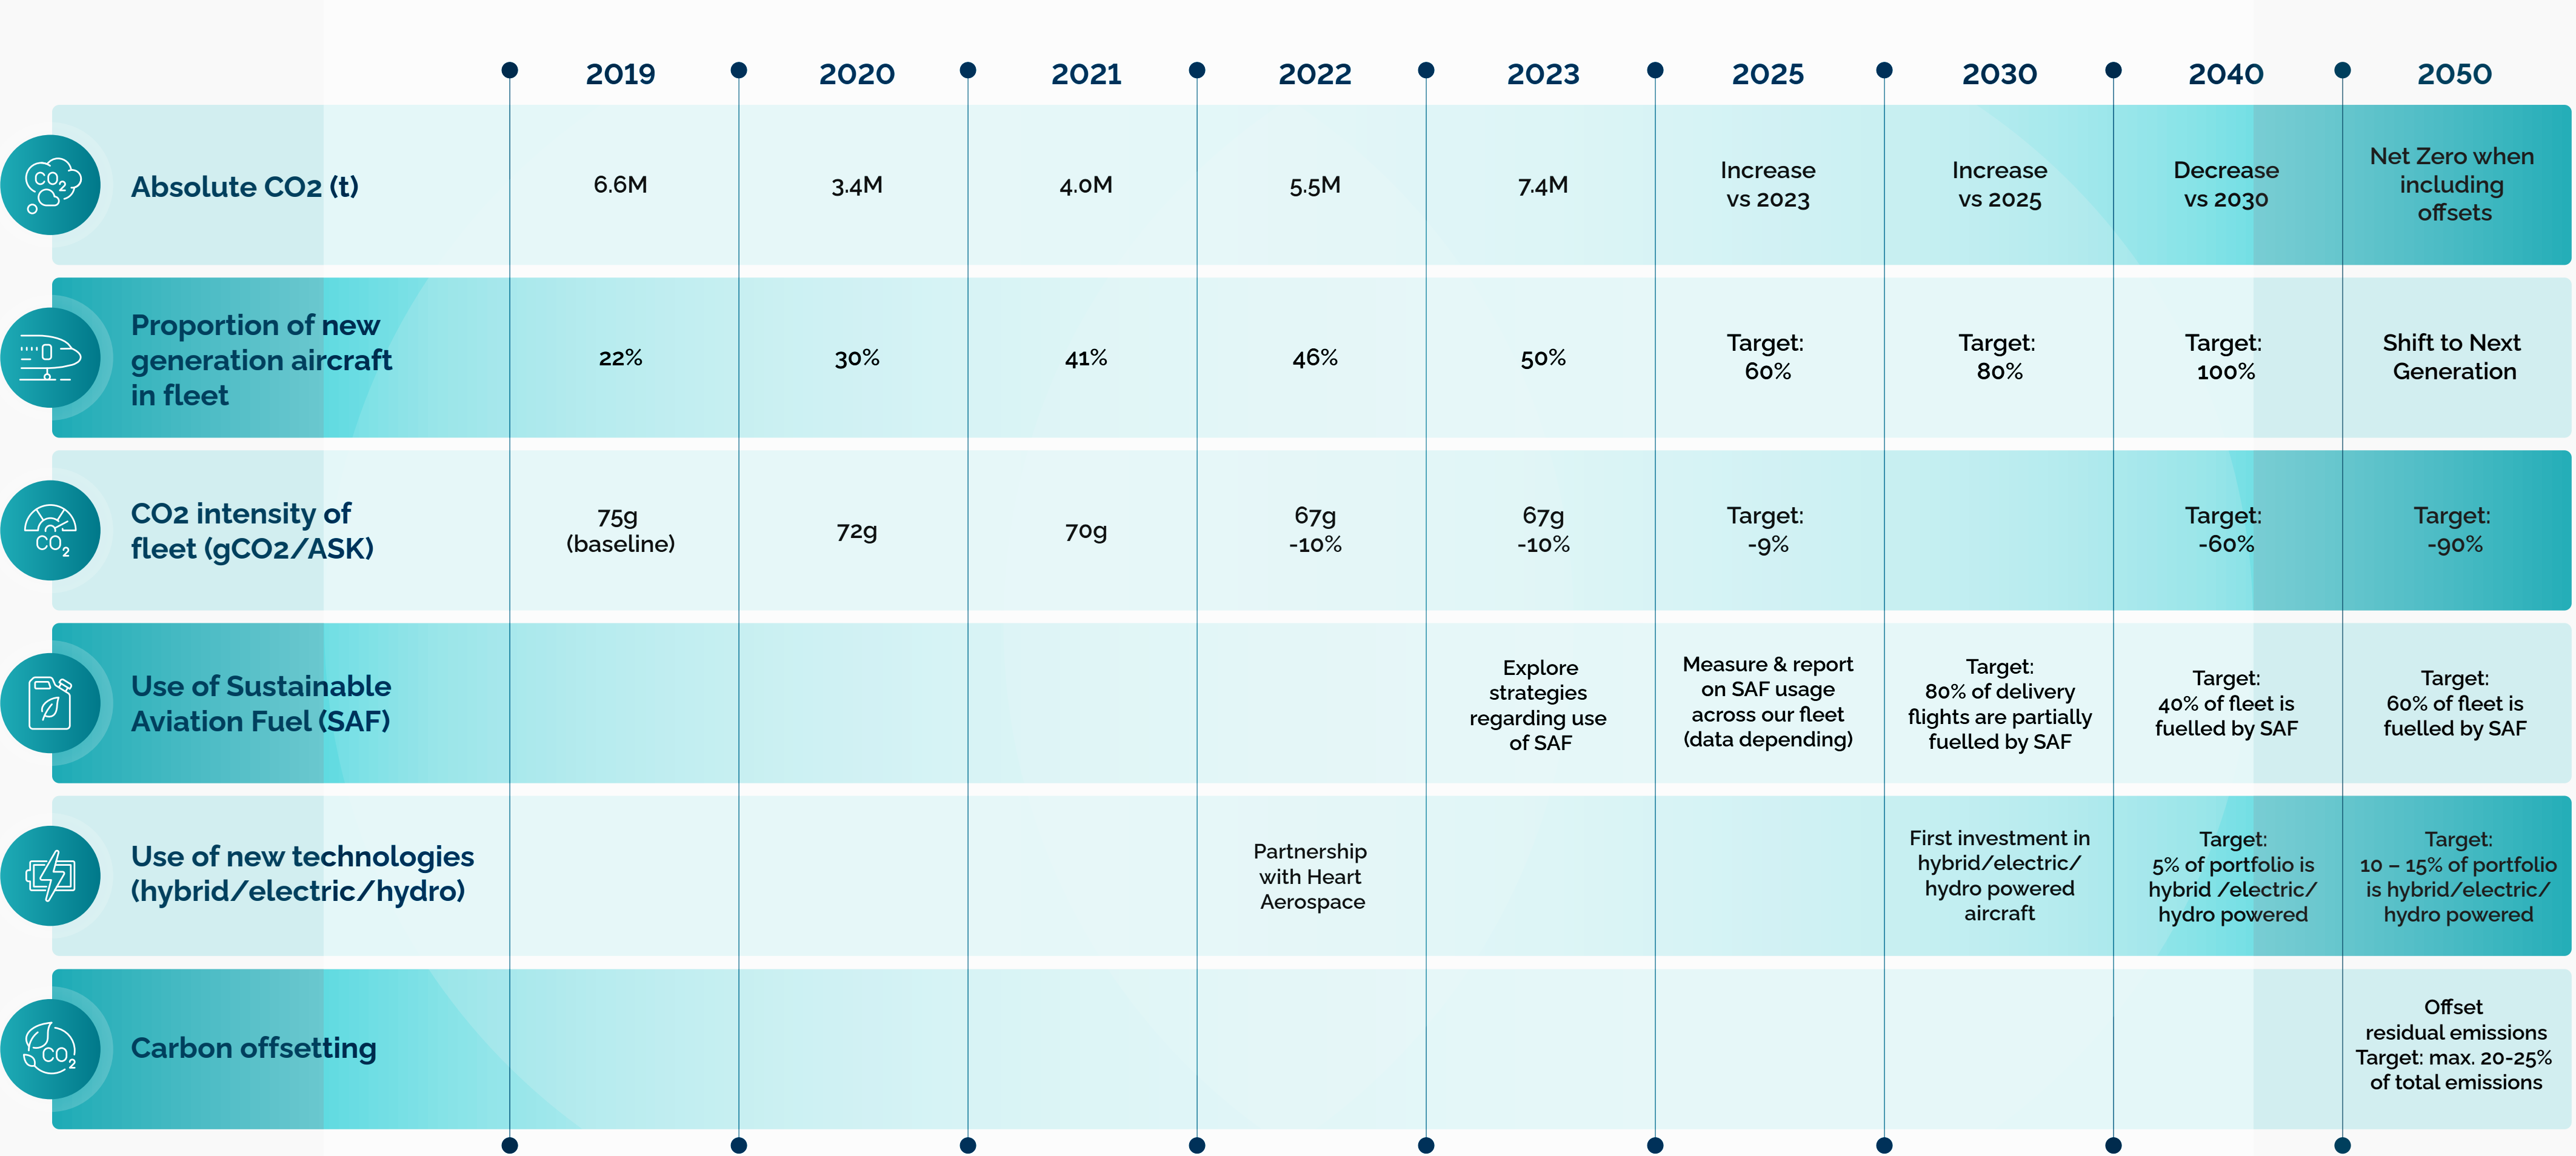 2019 2020 2021 2022 2023 2025 2030 2040 2050
CO2
Absolute CO2 (t)
6.6M
3.4M
4.0M
5.5M
7.4M
Increase
vs 2023
Increase
vs 2025
Decrease
vs 2030
Net Zero when
including
offsets
Proportion of new
generation aircraft
in fleet
22%
30%
41%
46%
50%
Target:
60%
Target:
80%
Target:
100%
Shift to Next
Generation
CO2
CO2 intensity of
fleet (gCO2/ASK)
75g
(baseline)
72g
70g
67g
-10%
67g
-10%
Target:
-9%
Target:
-60%
Target:
-90%
Use of Sustainable
Aviation Fuel (SAF)
Explore
strategies
regarding use
of SAF
Measure & report
on SAF usage
across our fleet
(data depending)
Target:
80% of delivery
flights are partially
fuelled by SAF
Target:
40% of fleet is
fuelled by SAF
Target:
60% of fleet is
fuelled by SAF
Use of new technologies
(hybrid/electric/hydro)
Partnership
with Heart
Aerospace
First investment in
hybrid/electric/
hydro powered
aircraft
Target:
5% of portfolio is
hybrid /electric/
hydro powered
Target:
10 – 15% of portfolio
is hybrid/electric/
hydro powered
CO2
Carbon offsetting
Offset
residual emissions
Target: max. 20-25%
of total emissions